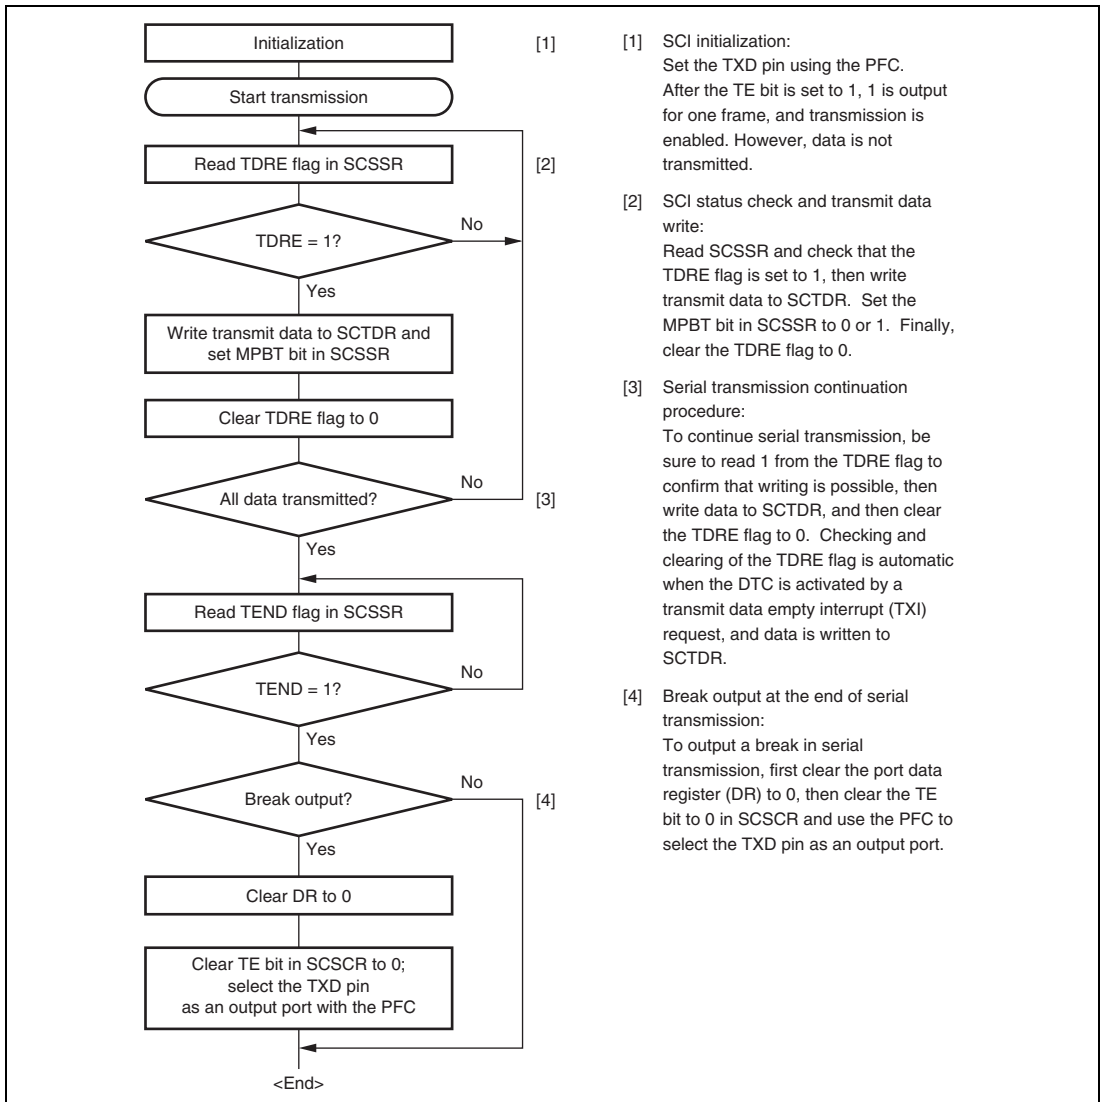 Initialization
[1]
Start transmission
Read TDRE flag in SCSSR
[2]
TDRE = 1?
No
Yes
Write transmit data to SCTDR and
set MPBT bit in SCSSR
Clear TDRE flag to 0
All data transmitted?
No
[3]
Yes
Read TEND flag in SCSSR
TEND = 1?
No
Yes
Break output?
No
[4]
Yes
Clear DR to 0
Clear TE bit in SCSCR to 0;
select the TXD pin
as an output port with the PFC
<End>
[1] SCI initialization:
Set the TXD pin using the PFC.
After the TE bit is set to 1, 1 is output
for one frame, and transmission is
enabled. However, data is not
transmitted.
[2] SCI status check and transmit data
write:
Read SCSSR and check that the
TDRE flag is set to 1, then write
transmit data to SCTDR. Set the
MPBT bit in SCSSR to 0 or 1. Finally,
clear the TDRE flag to 0.
[3] Serial transmission continuation
procedure:
To continue serial transmission, be
sure to read 1 from the TDRE flag to
confirm that writing is possible, then
write data to SCTDR, and then clear
the TDRE flag to 0. Checking and
clearing of the TDRE flag is automatic
when the DTC is activated by a
transmit data empty interrupt (TXI)
request, and data is written to
SCTDR.
[4] Break output at the end of serial
transmission:
To output a break in serial
transmission, first clear the port data
register (DR) to 0, then clear the TE
bit to 0 in SCSCR and use the PFC to
select the TXD pin as an output port.